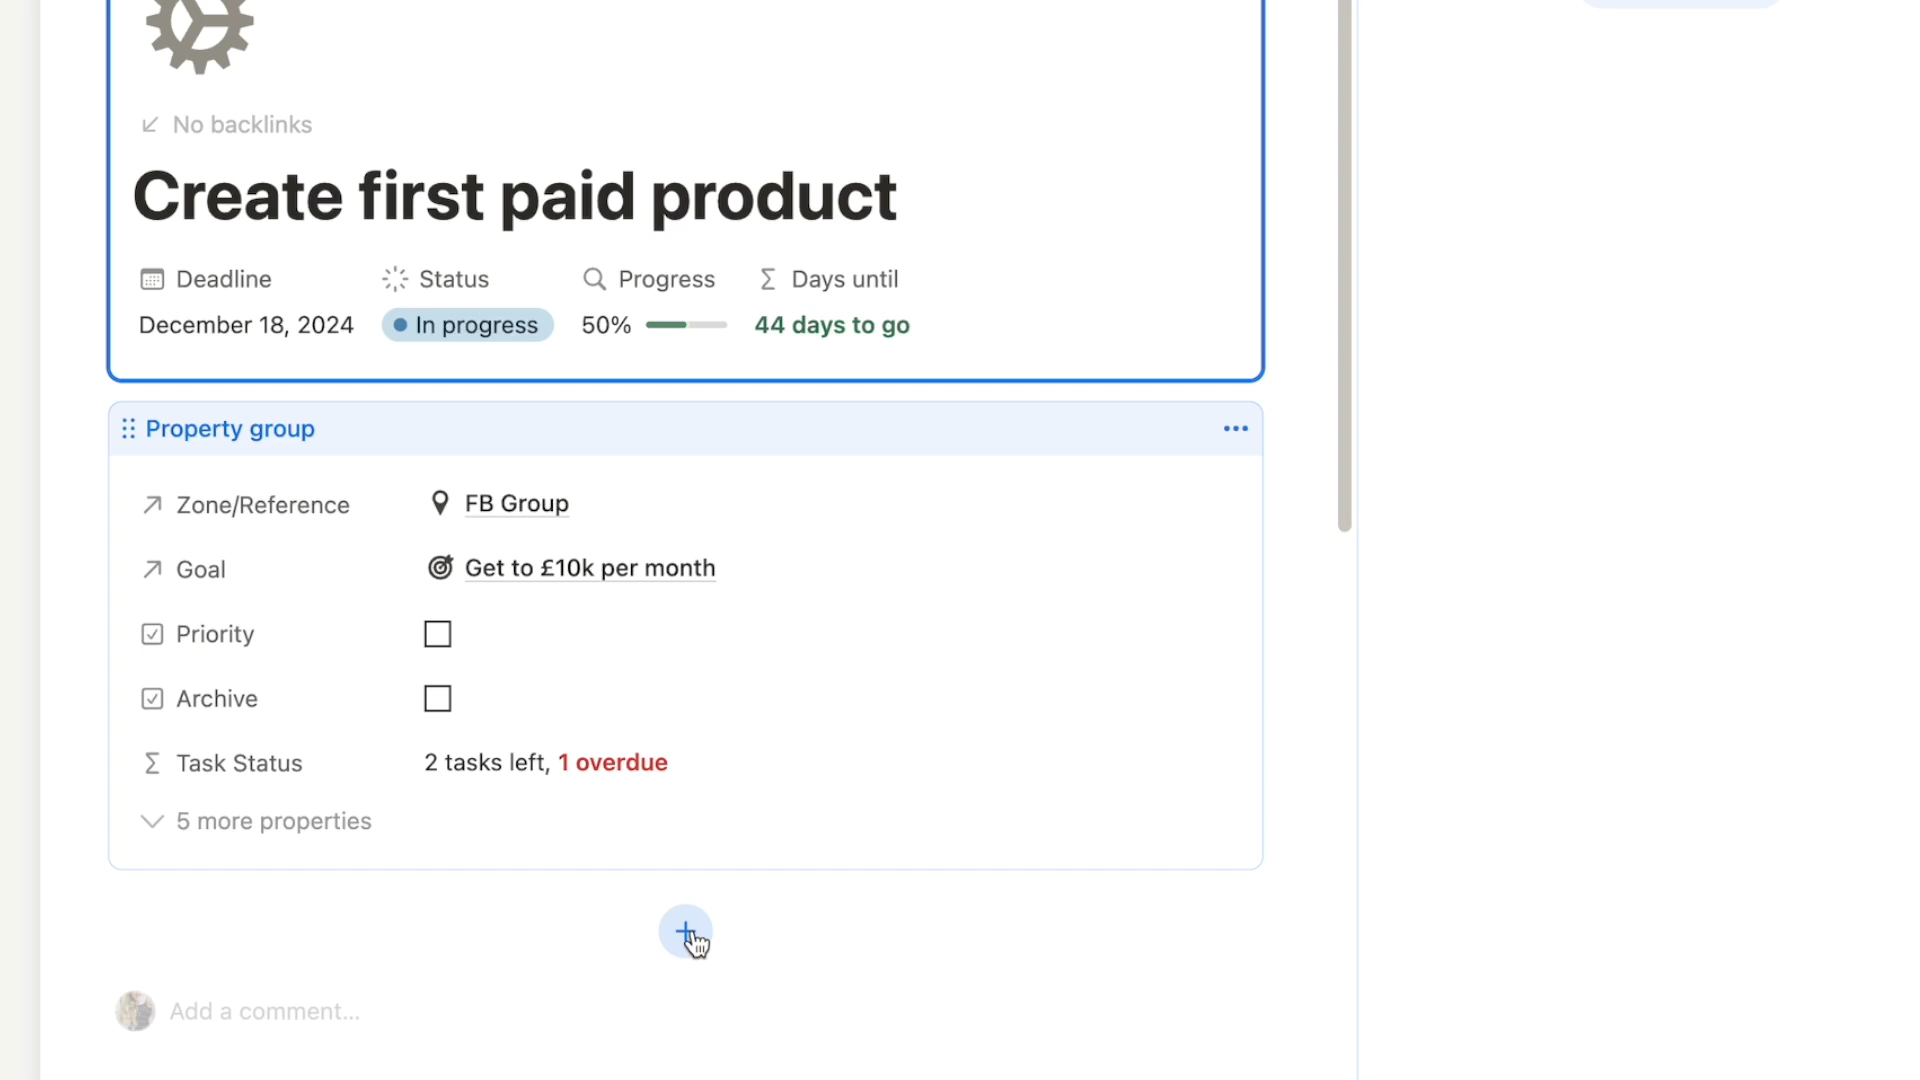 No backlinks
Create first paid product
Deadline Status Progress Days until
December 18, 2024 In progress 50% 44 days to go
Property group
Zone/Reference FB Group
Goal Get to £10k per month
Priority
Archive
Task Status 2 tasks left, 1 overdue
5 more properties
Add a comment...